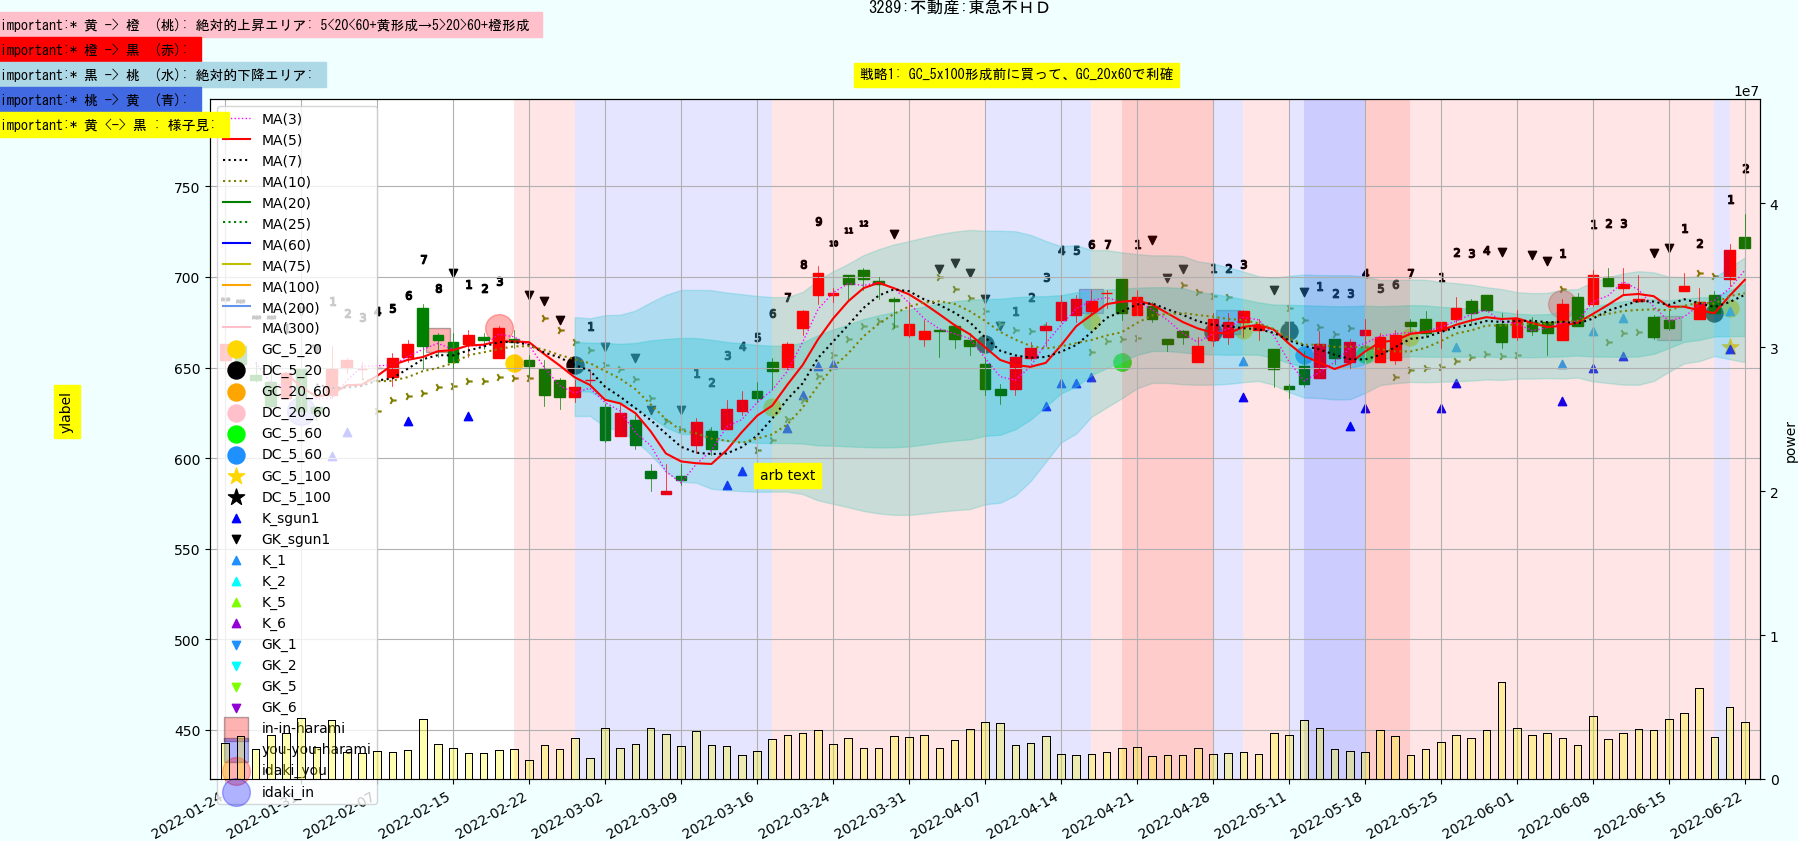 3289:不動産:東急不HD
important:* 黄 -> 橙 (桃): 絶対的上昇エリア: 5<20<60+黄形成→5>20>60+橙形成
important:* 橙 -> 黒 (赤):
important:* 黒 -> 桃 (水): 絶対的下降エリア:
important:* 桃 -> 黄 (青):
important:* 黄 <-> 黒 : 様子見:
戦略1: GC_5x100形成前に買って、GC_20x60で利確
1e7
MA(3)
MA(5)
MA(7)
MA(10)
MA(20)
MA(25)
MA(60)
MA(75)
MA(100)
MA(200)
MA(300)
GC_5_20
DC_5_20
GC_20_60
DC_20_60
GC_5_60
DC_5_60
GC_5_100
DC_5_100
K_sgun1
GK_sgun1
K_1
K_2
K_5
K_6
GK_1
GK_2
GK_5
GK_6
in-in-harami
you-you-harami
idaki_you
idaki_in
750
700
650
600
550
500
450
ylabel
arb text
4
3
2
1
0
power
2022-01-24
2022-01-31
2022-02-07
2022-02-15
2022-02-22
2022-03-02
2022-03-09
2022-03-16
2022-03-24
2022-03-31
2022-04-07
2022-04-14
2022-04-21
2022-04-28
2022-05-11
2022-05-18
2022-05-25
2022-06-01
2022-06-08
2022-06-15
2022-06-22